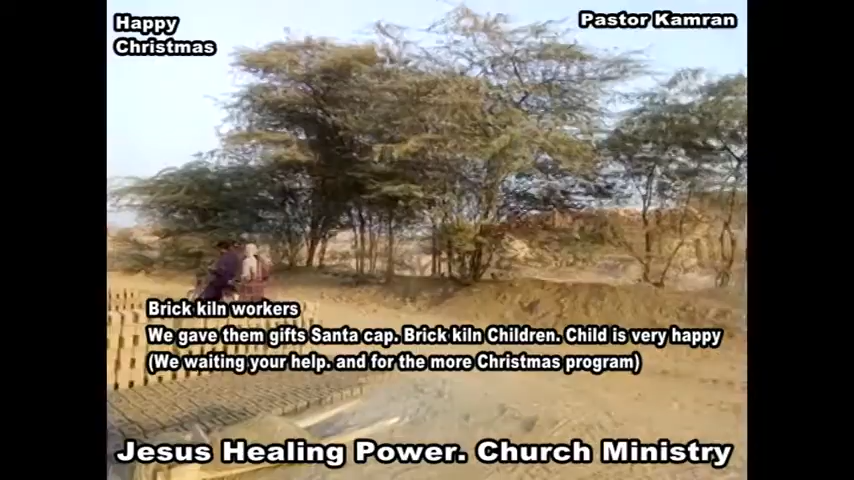 Happy
Christmas
Pastor Kamran
Brick kiln workers
We gave them gifts Santa cap. Brick kiln Children. Child is very happy
(We waiting your help. and for the more Christmas program)
Jesus Healing Power. Church Ministry